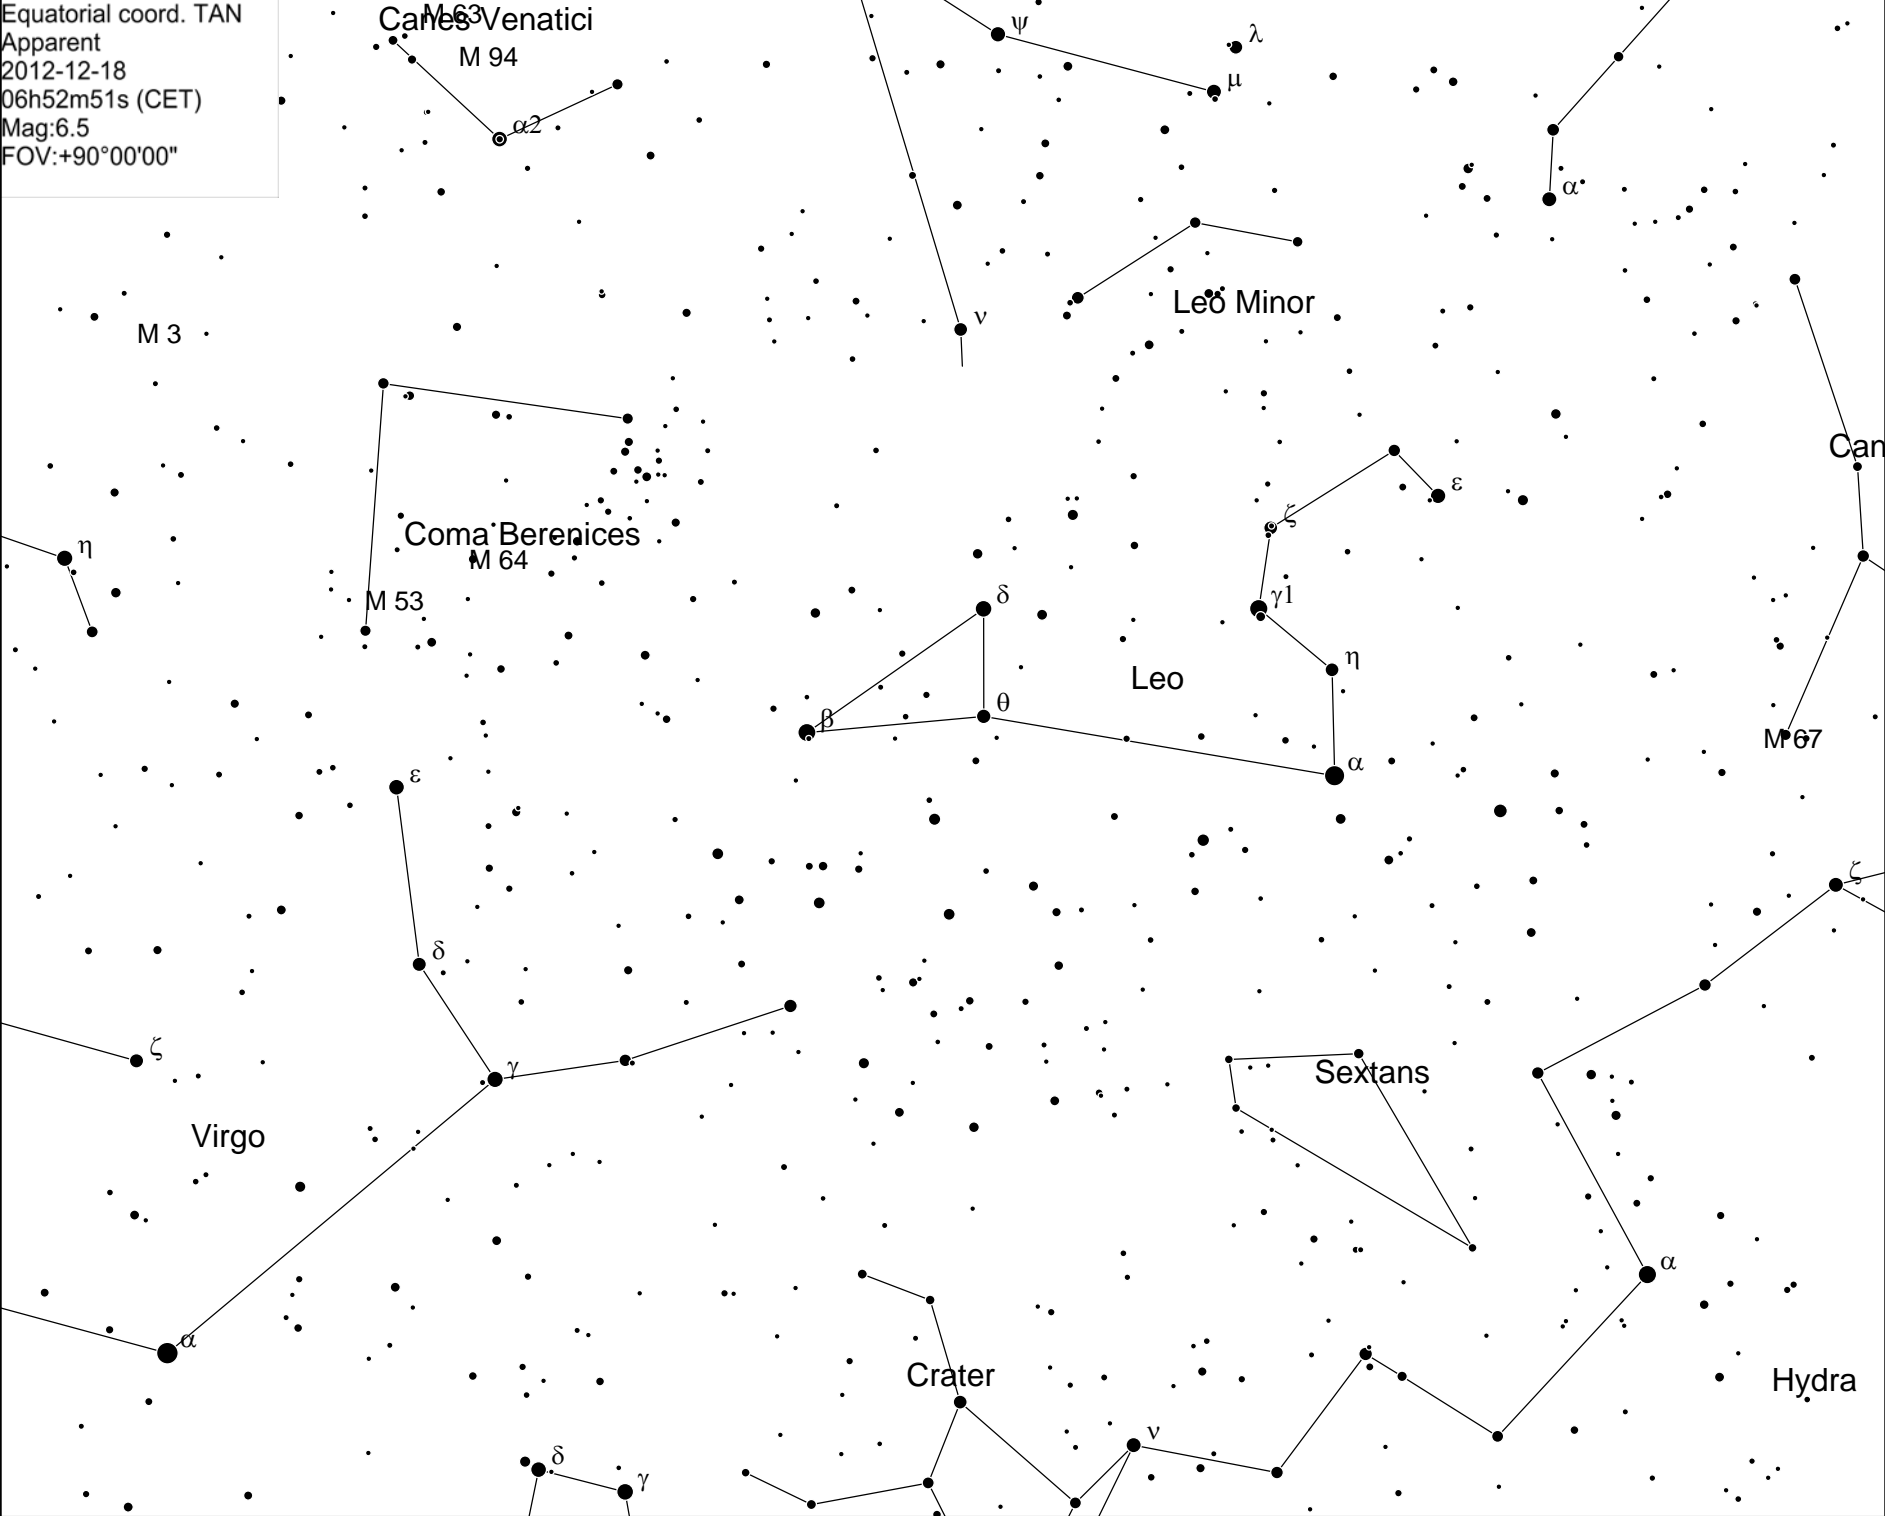 Equatorial coord. TAN
Apparent
2012-12-18
06h52m51s (CET)
Mag:6.5
FOV:+90°00'00"
M 63
Canes Venatici
M 94
α2
ψ
λ
μ
α
Leo Minor
ν
M 3
Can
ε
ζ
Coma Berenices
M 64
η
M 53
δ
γ1
η
Leo
θ
β
M 67
α
ε
ζ
δ
ζ
γ
Sextans
Virgo
α
α
Crater
Hydra
ν
δ
γ